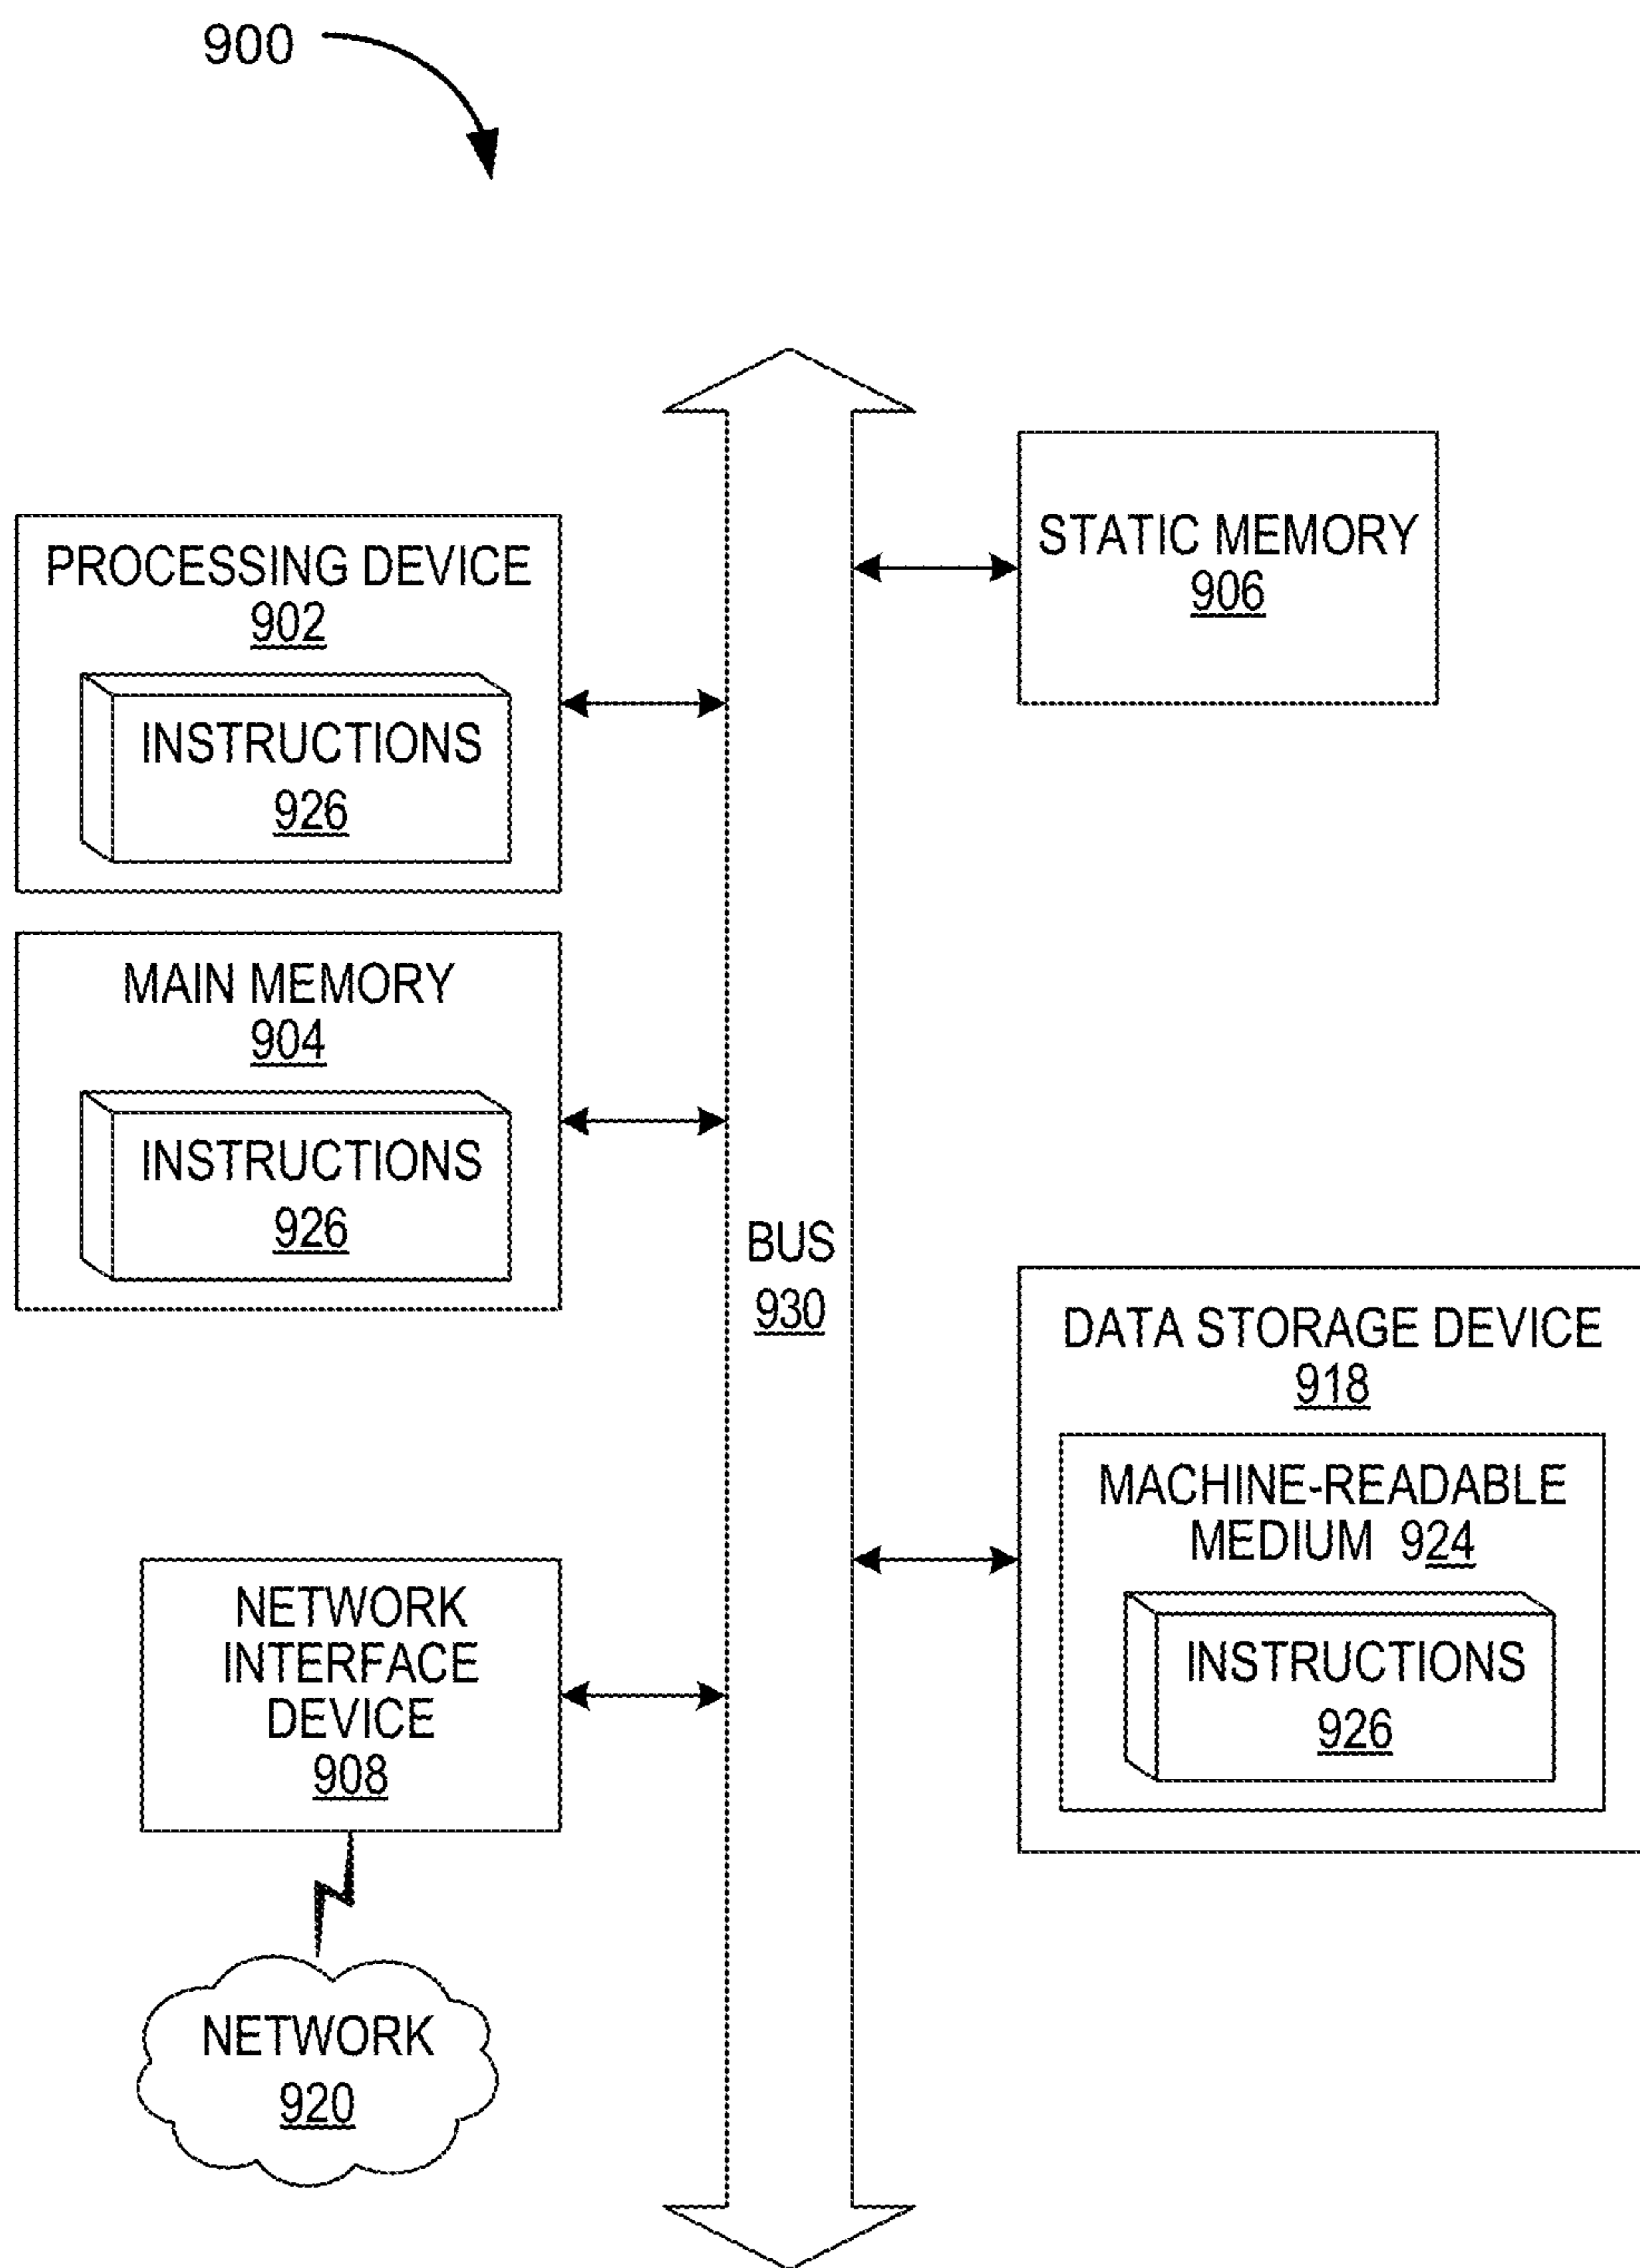 900
PROCESSING DEVICE
902
INSTRUCTIONS
926
STATIC MEMORY
906
MAIN MEMORY
904
INSTRUCTIONS
926
BUS
930
DATA STORAGE DEVICE
918
MACHINE-READABLE
MEDIUM 924
INSTRUCTIONS
926
NETWORK
INTERFACE
DEVICE
908
NETWORK
920